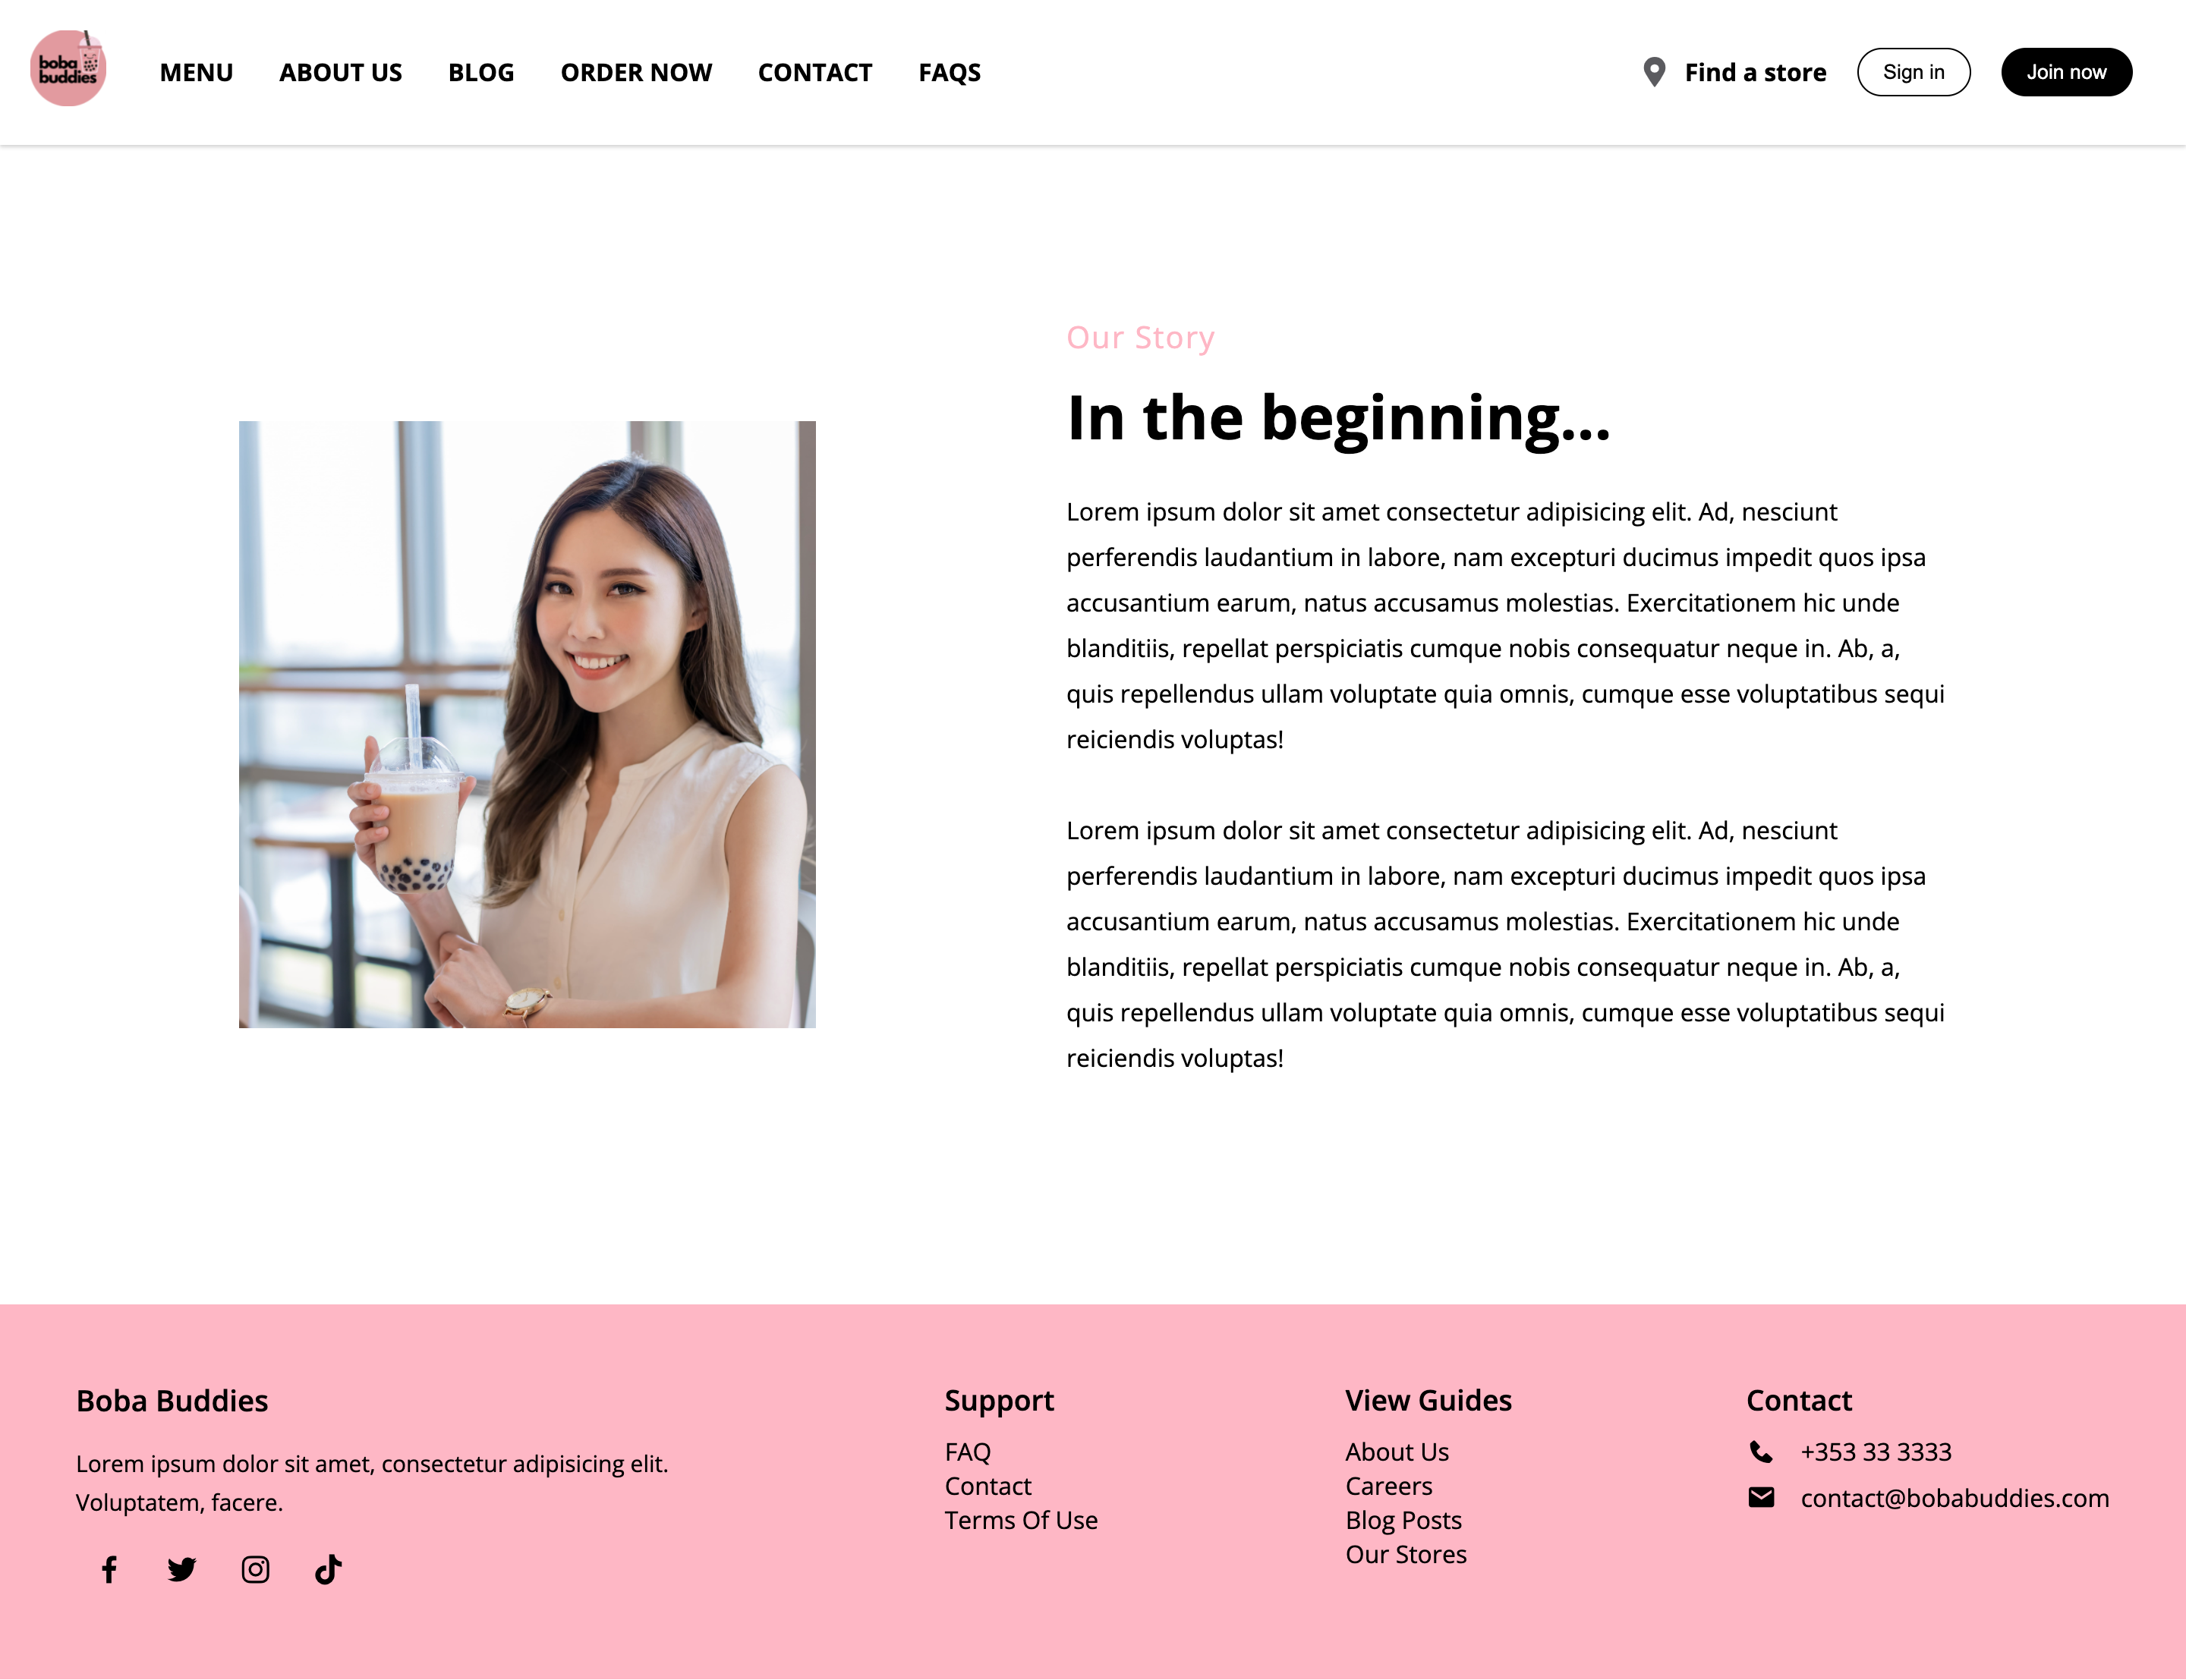 boba
buddies
MENU ABOUT US BLOG ORDER NOW CONTACT FAQS Find a store Sign in Join now
Our Story
In the beginning...
Lorem ipsum dolor sit amet consectetur adipisicing elit. Ad, nesciunt
perferendis laudantium in labore, nam excepturi ducimus impedit quos ipsa
accusantium earum, natus accusamus molestias. Exercitationem hic unde
blanditiis, repellat perspiciatis cumque nobis consequatur neque in. Ab, a,
quis repellendus ullam voluptate quia omnis, cumque esse voluptatibus sequi
reiciendis voluptas!
Lorem ipsum dolor sit amet consectetur adipisicing elit. Ad, nesciunt
perferendis laudantium in labore, nam excepturi ducimus impedit quos ipsa
accusantium earum, natus accusamus molestias. Exercitationem hic unde
blanditiis, repellat perspiciatis cumque nobis consequatur neque in. Ab, a,
quis repellendus ullam voluptate quia omnis, cumque esse voluptatibus sequi
reiciendis voluptas!
Boba Buddies
Lorem ipsum dolor sit amet, consectetur adipisicing elit.
Voluptatem, facere.
Support
FAQ
Contact
Terms Of Use
View Guides
About Us
Careers
Blog Posts
Our Stores
Contact
+353 33 3333
contact@bobabuddies.com